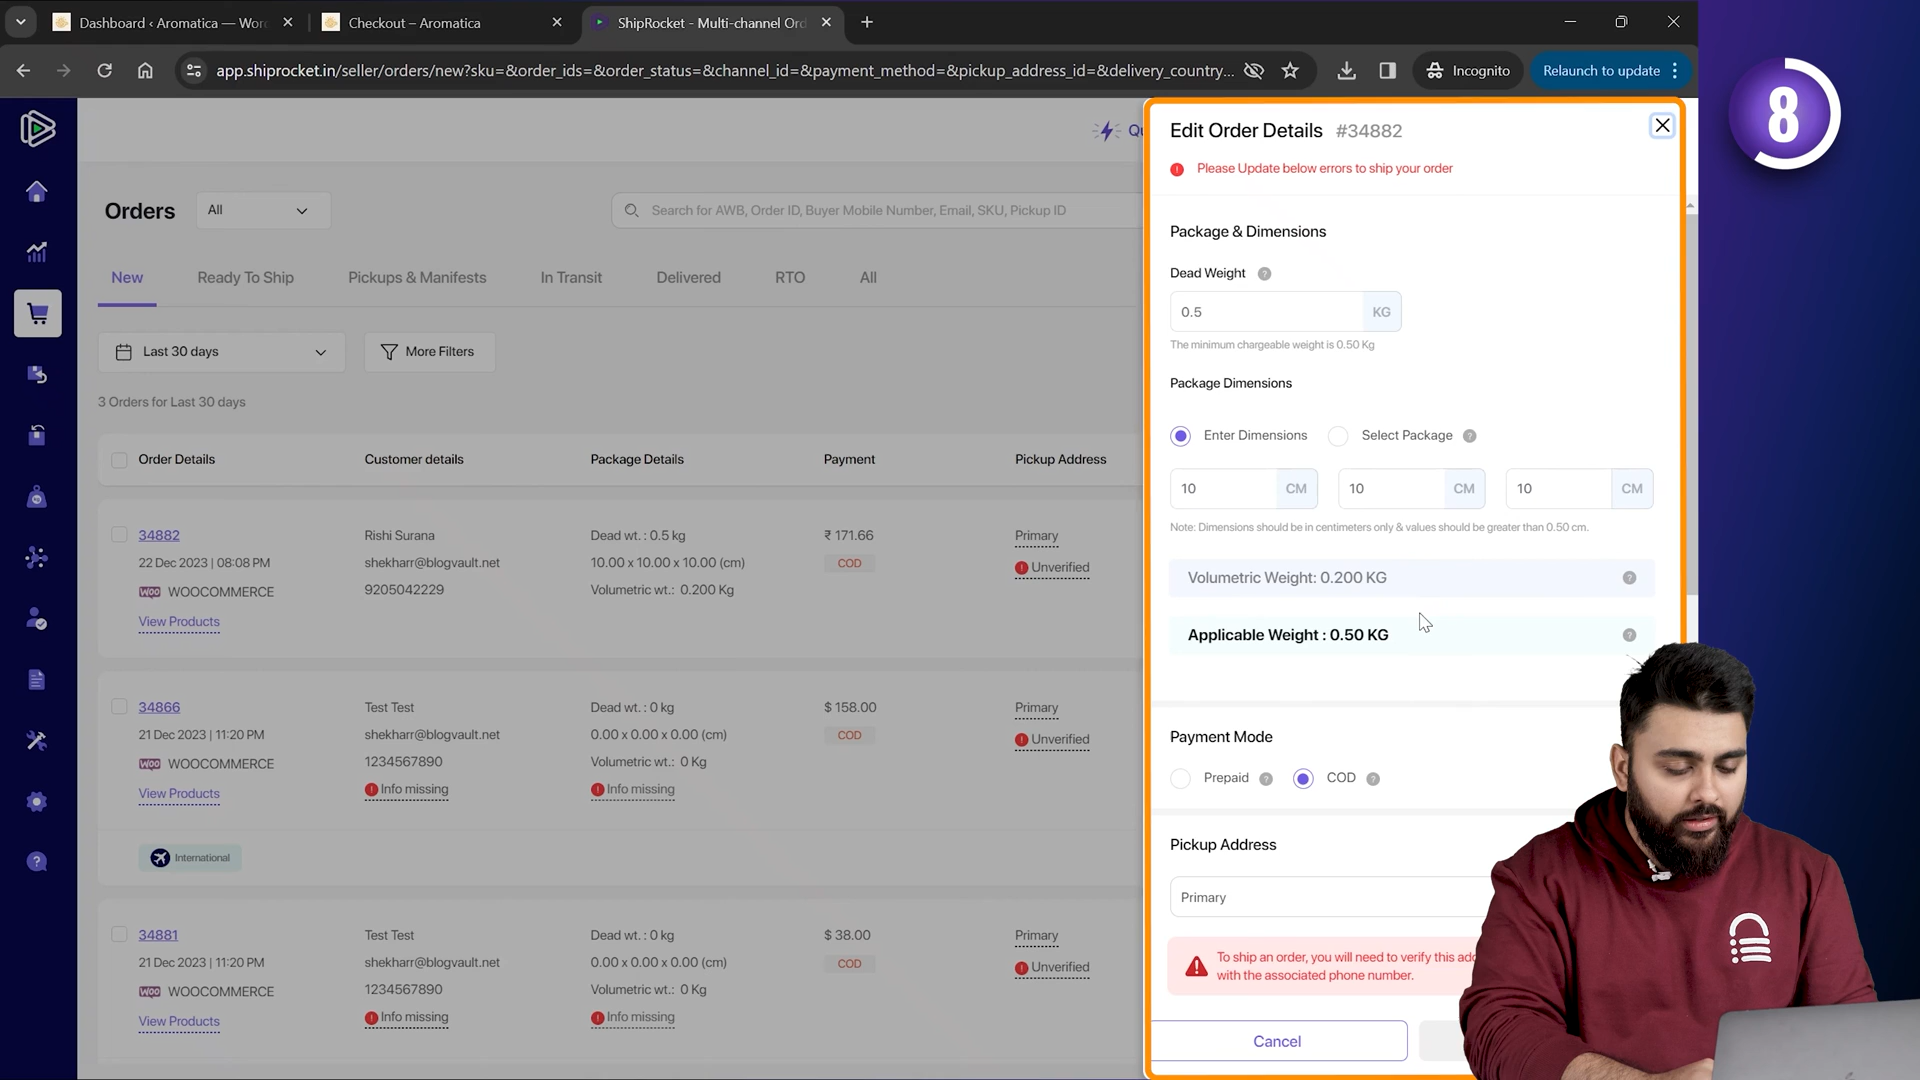 Dashboard ‹ Aromatica — Wor
Checkout – Aromatica
ShipRocket - Multi-channel Ord
app.shiprocket.in/seller/orders/new?sku=&order_ids=&order_status=&channel_id=&payment_method=&pickup_address_id=&delivery_country...
Incognito
Relaunch to update
8
Orders
All
Search for AWB, Order ID, Buyer Mobile Number, Email, SKU, Pickup ID
New
Ready To Ship
Pickups & Manifests
In Transit
Delivered
RTO
All
Last 30 days
More Filters
3 Orders for Last 30 days
Order Details
Customer details
Package Details
Payment
Pickup Address
34882
22 Dec 2023 | 08:08 PM
WOO WOOCOMMERCE
View Products
Rishi Surana
shekharr@blogvault.net
9205042229
Dead wt. : 0.5 kg
10.00 x 10.00 x 10.00 (cm)
Volumetric wt.: 0.200 Kg
₹ 171.66
COD
Primary
Unverified
34866
21 Dec 2023 | 11:20 PM
WOO WOOCOMMERCE
View Products
Test Test
shekharr@blogvault.net
1234567890
Info missing
Dead wt. : 0 kg
0.00 x 0.00 x 0.00 (cm)
Volumetric wt.: 0 Kg
Info missing
$ 158.00
COD
Primary
Unverified
International
34881
21 Dec 2023 | 11:20 PM
WOO WOOCOMMERCE
View Products
Test Test
shekharr@blogvault.net
1234567890
Info missing
Dead wt. : 0 kg
0.00 x 0.00 x 0.00 (cm)
Volumetric wt.: 0 Kg
Info missing
$ 38.00
COD
Primary
Unverified
Edit Order Details #34882
Please Update below errors to ship your order
Package & Dimensions
Dead Weight
0.5 KG
The minimum chargeable weight is 0.50 Kg
Package Dimensions
Enter Dimensions
Select Package
10 CM 10 CM 10 CM
Note: Dimensions should be in centimeters only & values should be greater than 0.50 cm.
Volumetric Weight: 0.200 KG
Applicable Weight : 0.50 KG
Payment Mode
Prepaid
COD
Pickup Address
Primary
To ship an order, you will need to verify this
with the associated phone number.
Cancel